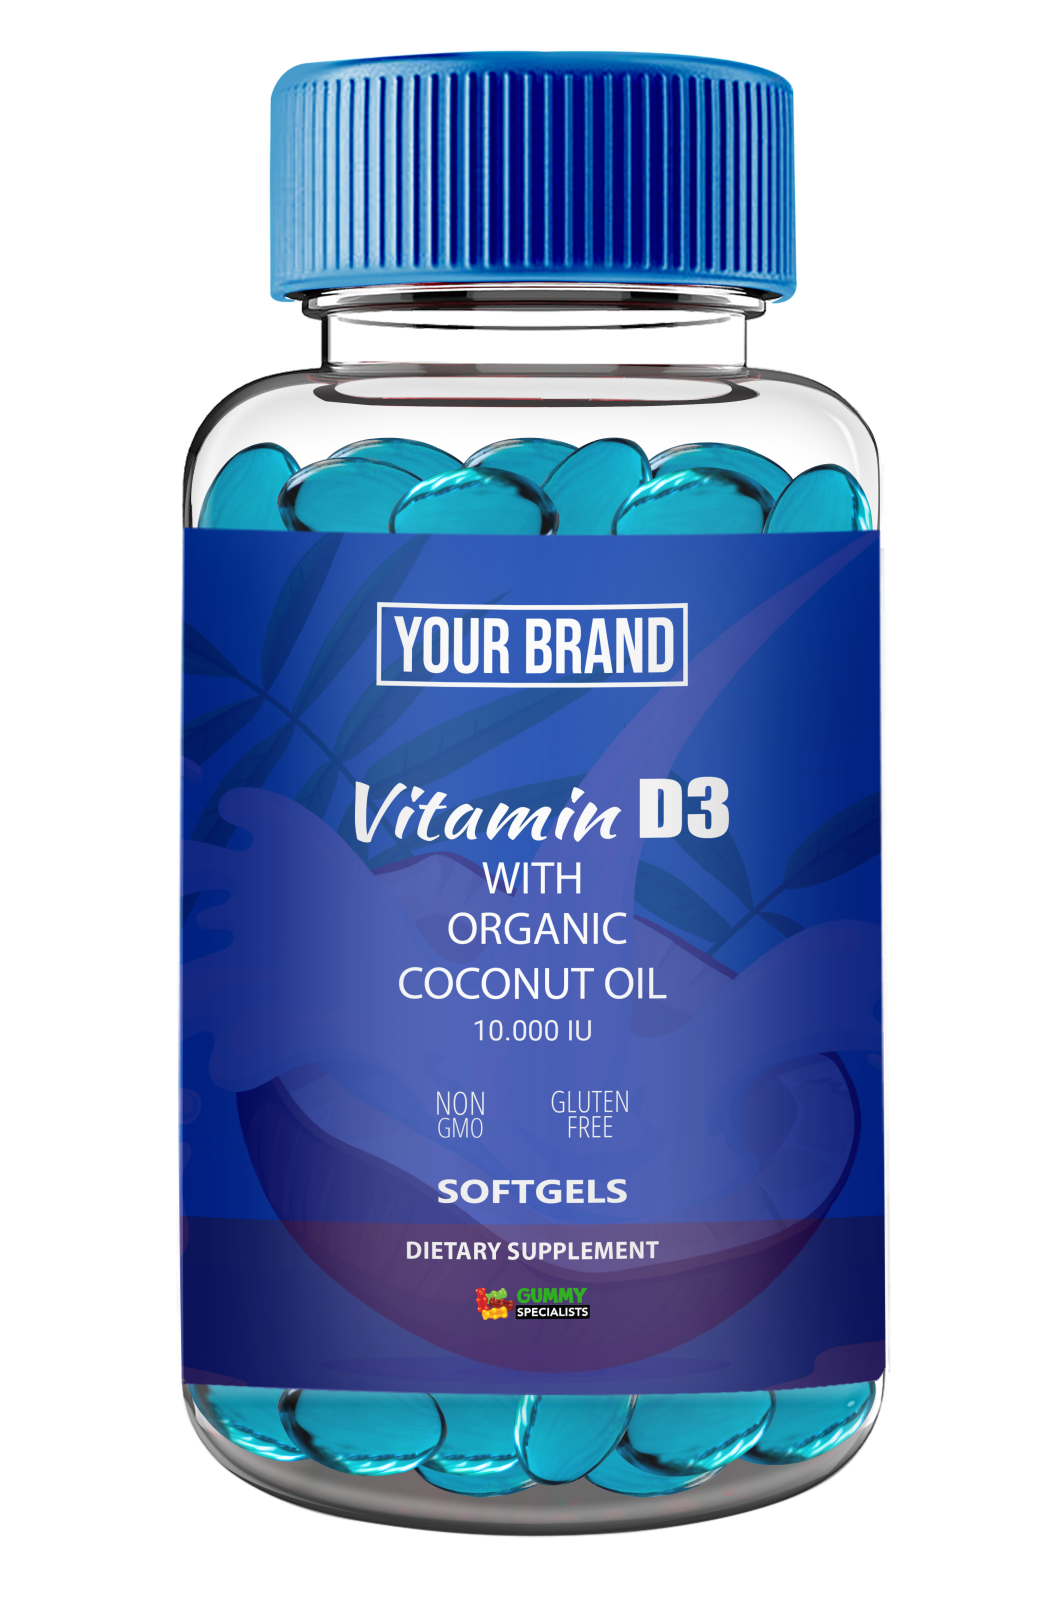 YOUR BRAND
Vitamin D3
WITH
ORGANIC
COCONUT OIL
10.000 IU
NON
GMO
GLUTEN
FREE
SOFTGELS
DIETARY SUPPLEMENT
GUMMY
SPECIALISTS